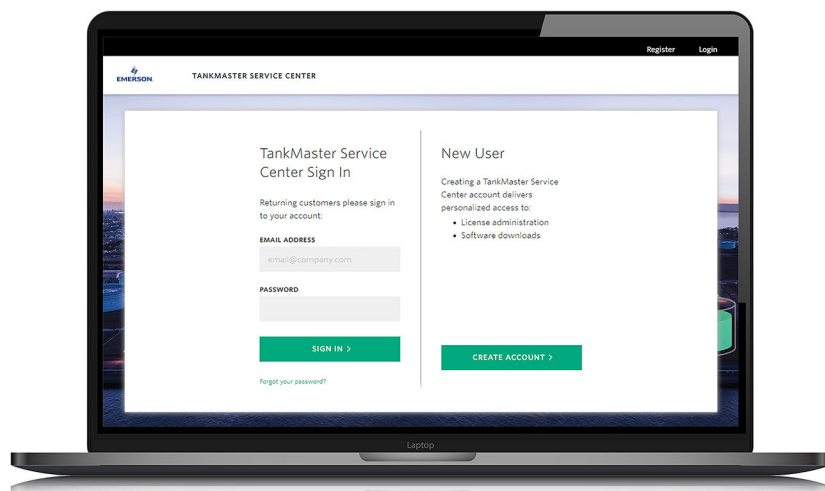 Register Login
EMERSON
TANKMASTER SERVICE CENTER
TankMaster Service
Center Sign In
Returning customers please sign in
to your account:
EMAIL ADDRESS
email@company.com
PASSWORD
SIGN IN >
Forgot your password?
New User
Creating a TankMaster Service
Center account delivers
personalized access to:
• License administration
• Software downloads
CREATE ACCOUNT >
Laptop